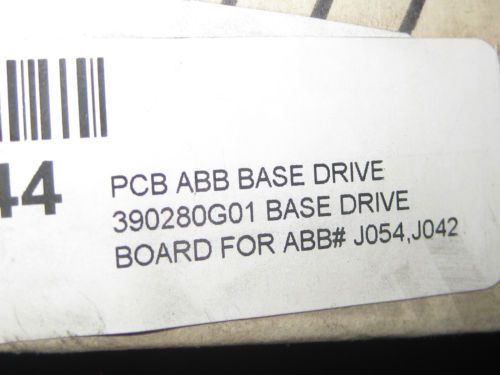 44
PCB ABB BASE DRIVE
390280G01 BASE DRIVE
BOARD FOR ABB# J054,J042